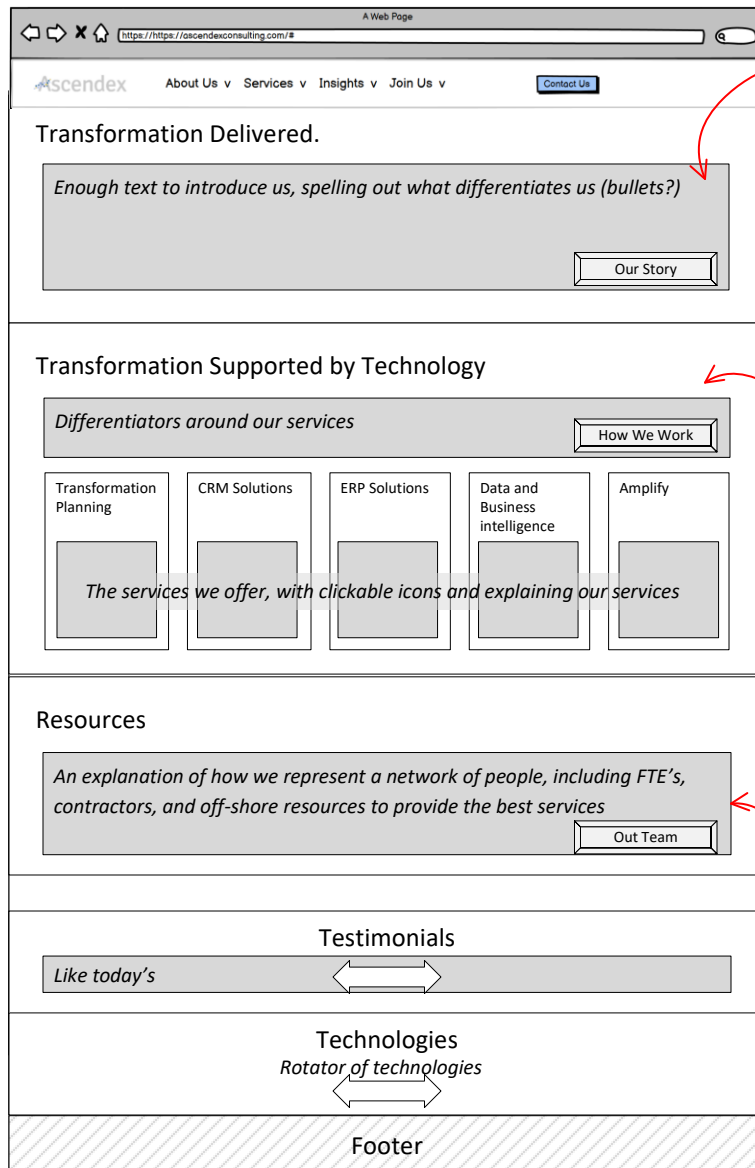 A Web Page
https://https://ascendexconsulting.com/#
Ascendex
About Us v Services v Insights v Join Us v
Contact Us
Transformation Delivered.
Enough text to introduce us, spelling out what differentiates us (bullets?)
Our Story
Transformation Supported by Technology
Differentiators around our services
How We Work
Transformation
Planning
CRM Solutions
ERP Solutions
Data and
Business
intelligence
Amplify
The services we offer, with clickable icons and explaining our services
Resources
An explanation of how we represent a network of people, including FTE’s,
contractors, and off-shore resources to provide the best services
Out Team
Testimonials
Like today’s
Technologies
Rotator of technologies
Footer